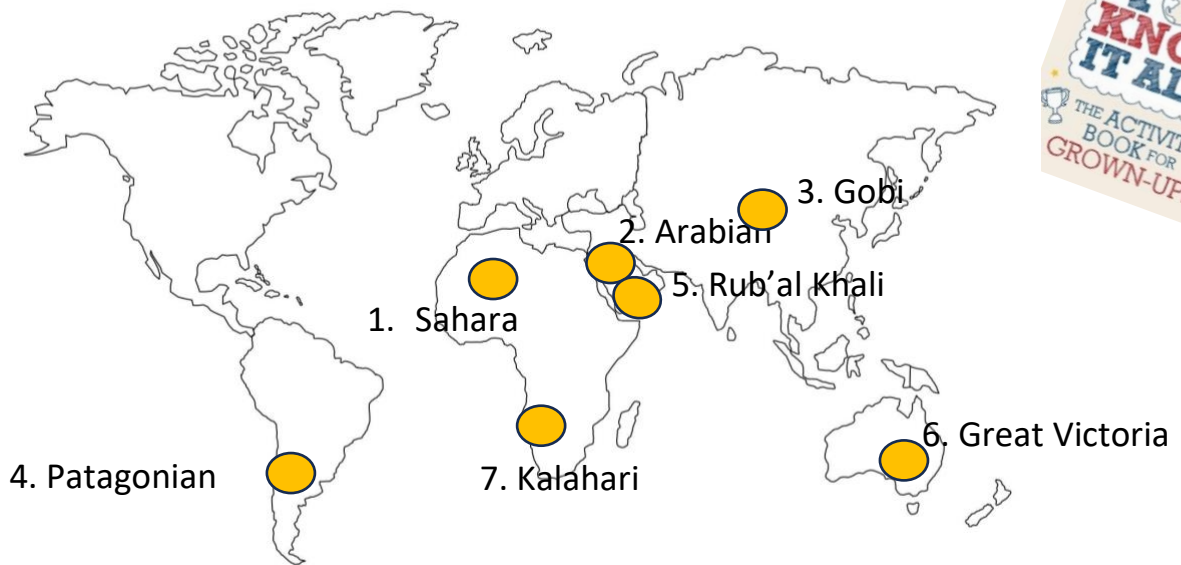 KNO
IT AL
THE ACTIVIT
BOOK FOR
GROWN-UP
3. Gobi
2. Arabian
5. Rub’al Khali
1. Sahara
6. Great Victoria
4. Patagonian
7. Kalahari